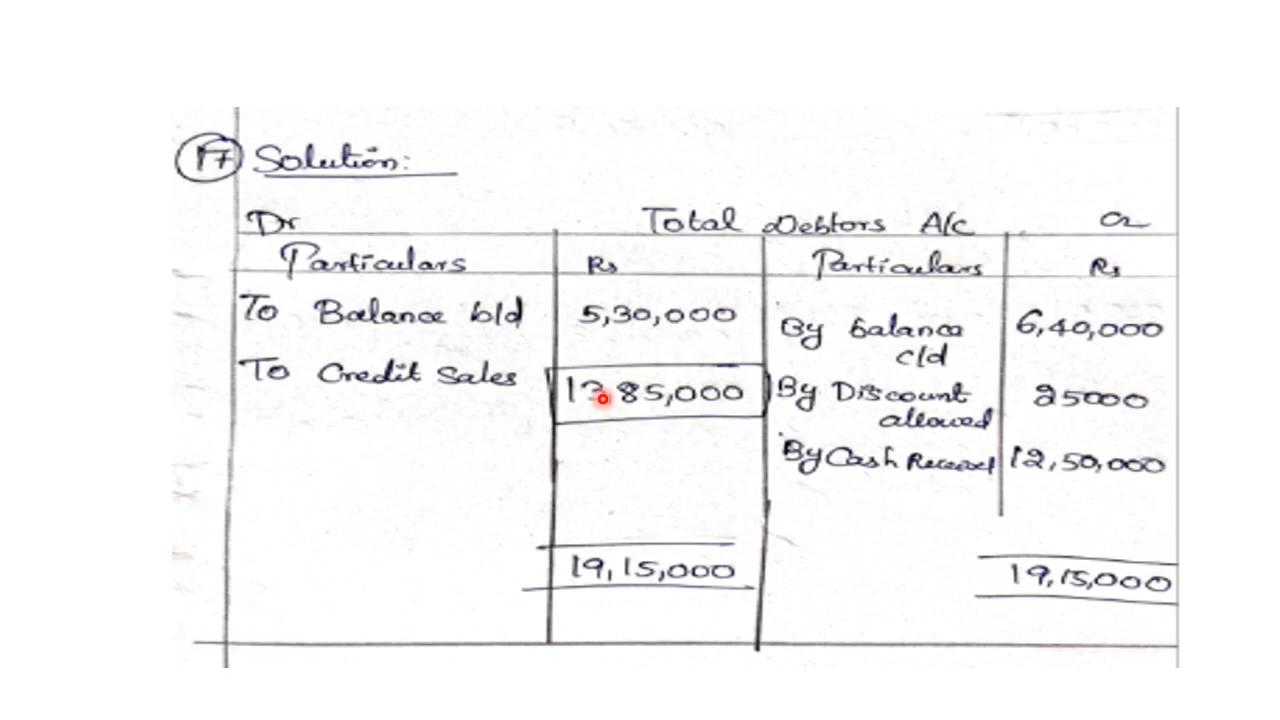 17 Solution:
Dr Total Debtors A/c Cr
Particulars Rs Particulars Rs
To Balance b/d 5,30,000 By balance c/d 6,40,000
To Credit Sales 13,85,000 By Discount allowed 25000
By Cash Received 12,50,000
19,15,000 19,15,000